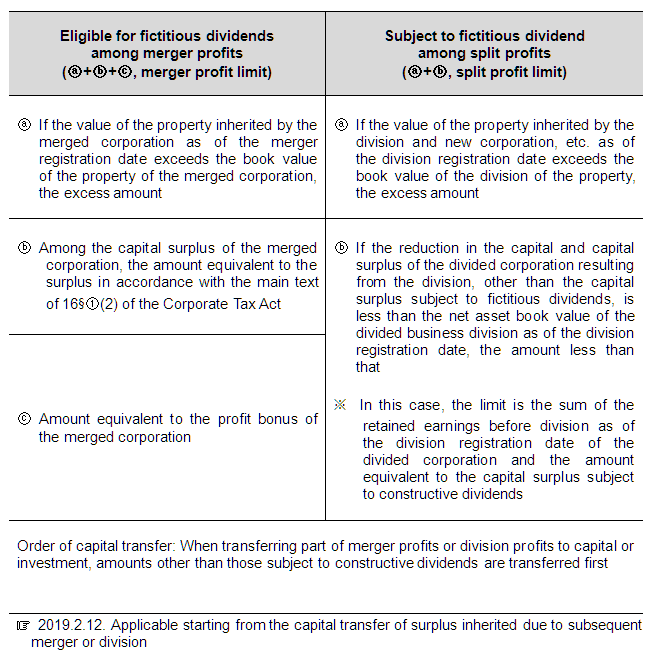 Eligible for fictitious dividends
among merger profits
(ⓐ+ⓑ+ⓒ, merger profit limit)
Subject to fictitious dividend
among split profits
(ⓐ+ⓑ, split profit limit)
ⓐ If the value of the property inherited by the
merged corporation as of the merger
registration date exceeds the book value
of the property of the merged corporation,
the excess amount
ⓐ If the value of the property inherited by the
division and new corporation, etc. as of
the division registration date exceeds the
book value of the division of the property,
the excess amount
ⓑ Among the capital surplus of the merged
corporation, the amount equivalent to the
surplus in accordance with the main text
of 16§①(2) of the Corporate Tax Act
ⓒ Amount equivalent to the profit bonus of
the merged corporation
ⓑ If the reduction in the capital and capital
surplus of the divided corporation resulting
from the division, other than the capital
surplus subject to fictitious dividends, is
less than the net asset book value of the
divided business division as of the division
registration date, the amount less than
that
※ In this case, the limit is the sum of the
retained earnings before division as of
the division registration date of the
divided corporation and the amount
equivalent to the capital surplus subject
to constructive dividends
Order of capital transfer: When transferring part of merger profits or division profits to capital or
investment, amounts other than those subject to constructive dividends are transferred first
☞ 2019.2.12. Applicable starting from the capital transfer of surplus inherited due to subsequent
merger or division